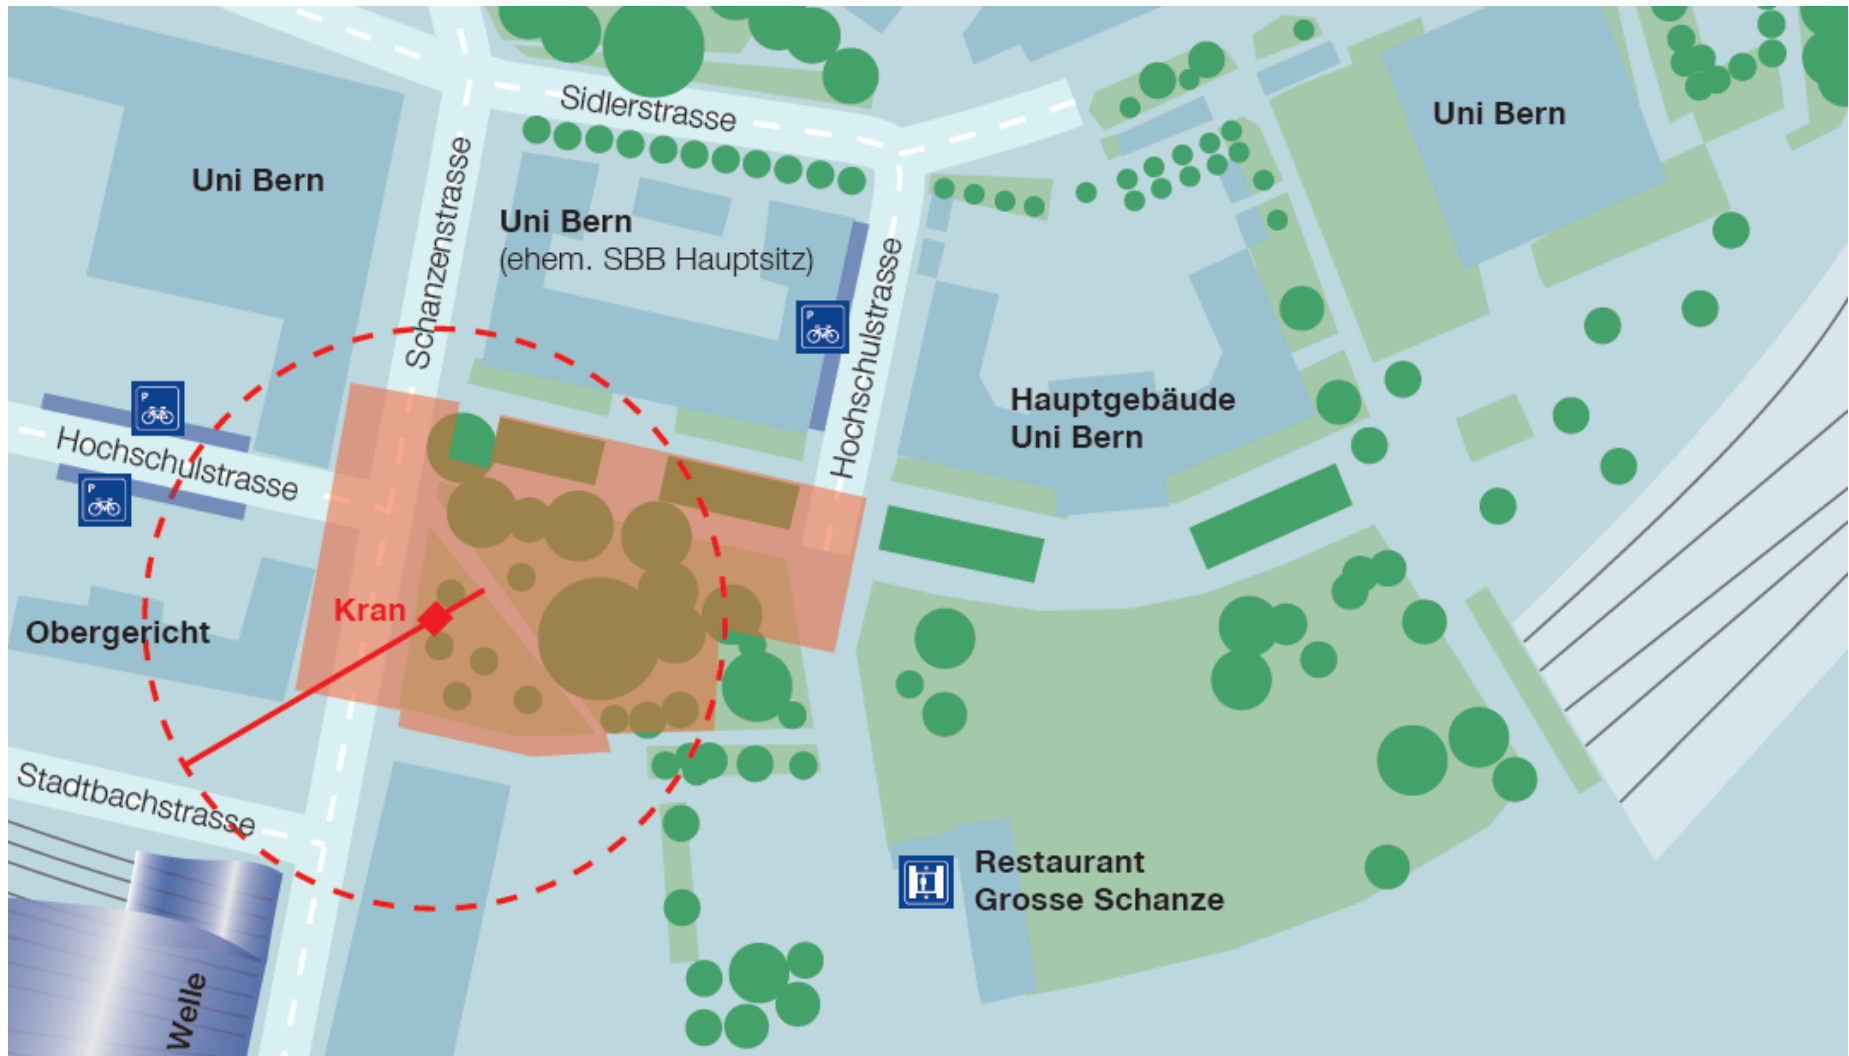 Sidlerstrasse
Uni Bern
Schanzenstrasse
Uni Bern
Uni Bern
(ehem. SBB Hauptsitz)
P
Hochschulstrasse
P
Hochschulstrasse
P
Hauptgebäude
Uni Bern
Kran
Obergericht
Stadtbachstrasse
Restaurant
Grosse Schanze
Welle